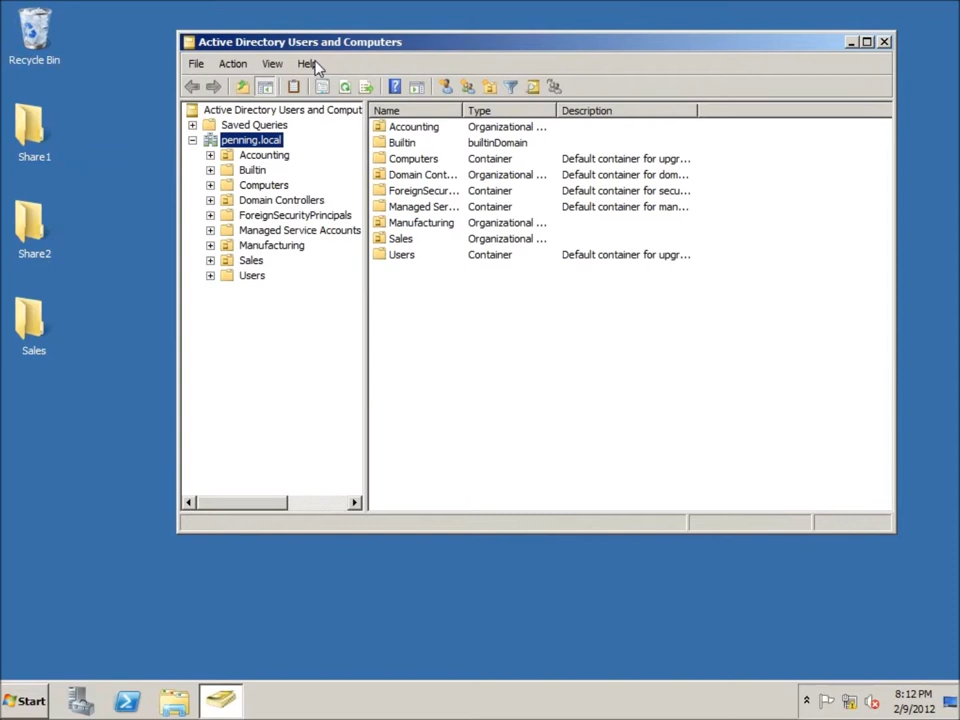 Recycle Bin
Share1
Share2
Sales
Active Directory Users and Computers
File Action View Help
Active Directory Users and Comput
Saved Queries
penning.local
Accounting
Builtin
Computers
Domain Controllers
ForeignSecurityPrincipals
Managed Service Accounts
Manufacturing
Sales
Users
Name Type Description
Accounting Organizational ...
Builtin builtinDomain
Computers Container Default container for upgr...
Domain Cont... Organizational ... Default container for dom...
ForeignSecur... Container Default container for secu...
Managed Ser... Container Default container for man...
Manufacturing Organizational ...
Sales Organizational ...
Users Container Default container for upgr...
Start
8:12 PM
2/9/2012